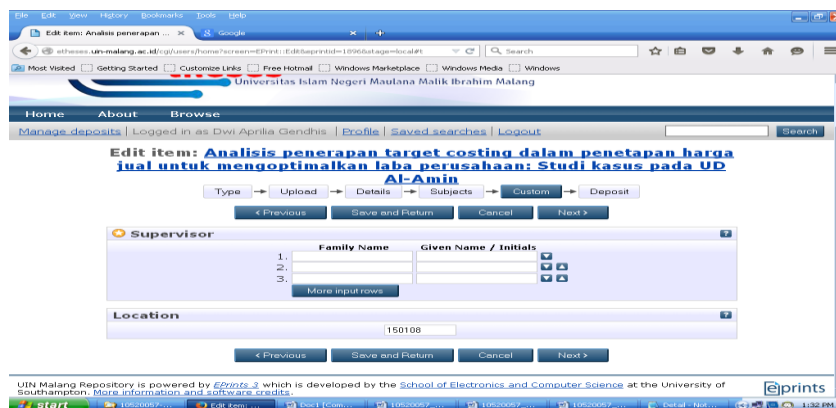 File Edit View History Bookmarks Tools Help
Edit item: Analisis penerapan ... × Google × +
etheses.uin-malang.ac.id/cgi/users/home?screen=EPrint::Edit&eprintid=1896&stage=local#t Search
Most Visited Getting Started Customize Links Free Hotmail Windows Marketplace Windows Media Windows
Universitas Islam Negeri Maulana Malik Ibrahim Malang
Home About Browse
Manage deposits | Logged in as Dwi Aprilia Gendhis | Profile | Saved searches | Logout Search
Edit item: Analisis penerapan target costing dalam penetapan harga
jual untuk mengoptimalkan laba perusahaan: Studi kasus pada UD
Al-Amin
Type → Upload → Details → Subjects → Custom → Deposit
< Previous Save and Return Cancel Next >
Supervisor ?
Family Name Given Name / Initials
1.
2.
3.
More input rows
Location ?
150108
< Previous Save and Return Cancel Next >
UIN Malang Repository is powered by EPrints 3 which is developed by the School of Electronics and Computer Science at the University of
Southampton. More information and software credits.
eprints
start 10520057-... Edit item: ... Doc1 [Com... 10520057_... 10520057_... 10520057_... Detail - Not... 1:32 PM